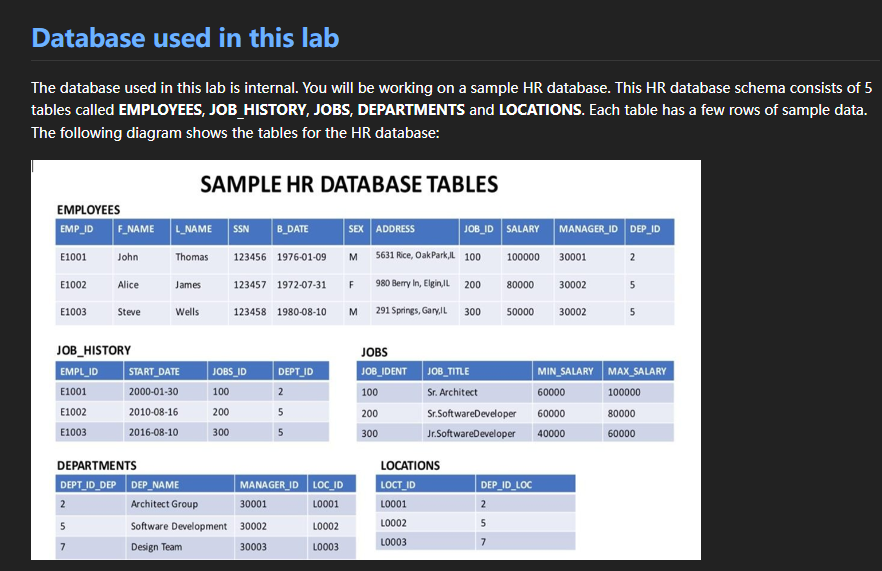 Database used in this lab
The database used in this lab is internal. You will be working on a sample HR database. This HR database schema consists of 5
tables called EMPLOYEES, JOB_HISTORY, JOBS, DEPARTMENTS and LOCATIONS. Each table has a few rows of sample data.
The following diagram shows the tables for the HR database:
SAMPLE HR DATABASE TABLES
EMPLOYEES
EMP_ID F_NAME L_NAME SSN B_DATE SEX ADDRESS JOB_ID SALARY MANAGER_ID DEP_ID
E1001 John Thomas 123456 1976-01-09 M 5631 Rice, OakPark,IL 100 100000 30001 2
E1002 Alice James 123457 1972-07-31 F 980 Berry ln, Elgin,IL 200 80000 30002 5
E1003 Steve Wells 123458 1980-08-10 M 291 Springs, Gary,IL 300 50000 30002 5
JOB_HISTORY
EMPL_ID START_DATE JOBS_ID DEPT_ID
E1001 2000-01-30 100 2
E1002 2010-08-16 200 5
E1003 2016-08-10 300 5
JOBS
JOB_IDENT JOB_TITLE MIN_SALARY MAX_SALARY
100 Sr. Architect 60000 100000
200 Sr.SoftwareDeveloper 60000 80000
300 Jr.SoftwareDeveloper 40000 60000
DEPARTMENTS
DEPT_ID_DEP DEP_NAME MANAGER_ID LOC_ID
2 Architect Group 30001 L0001
5 Software Development 30002 L0002
7 Design Team 30003 L0003
LOCATIONS
LOCT_ID DEP_ID_LOC
L0001 2
L0002 5
L0003 7